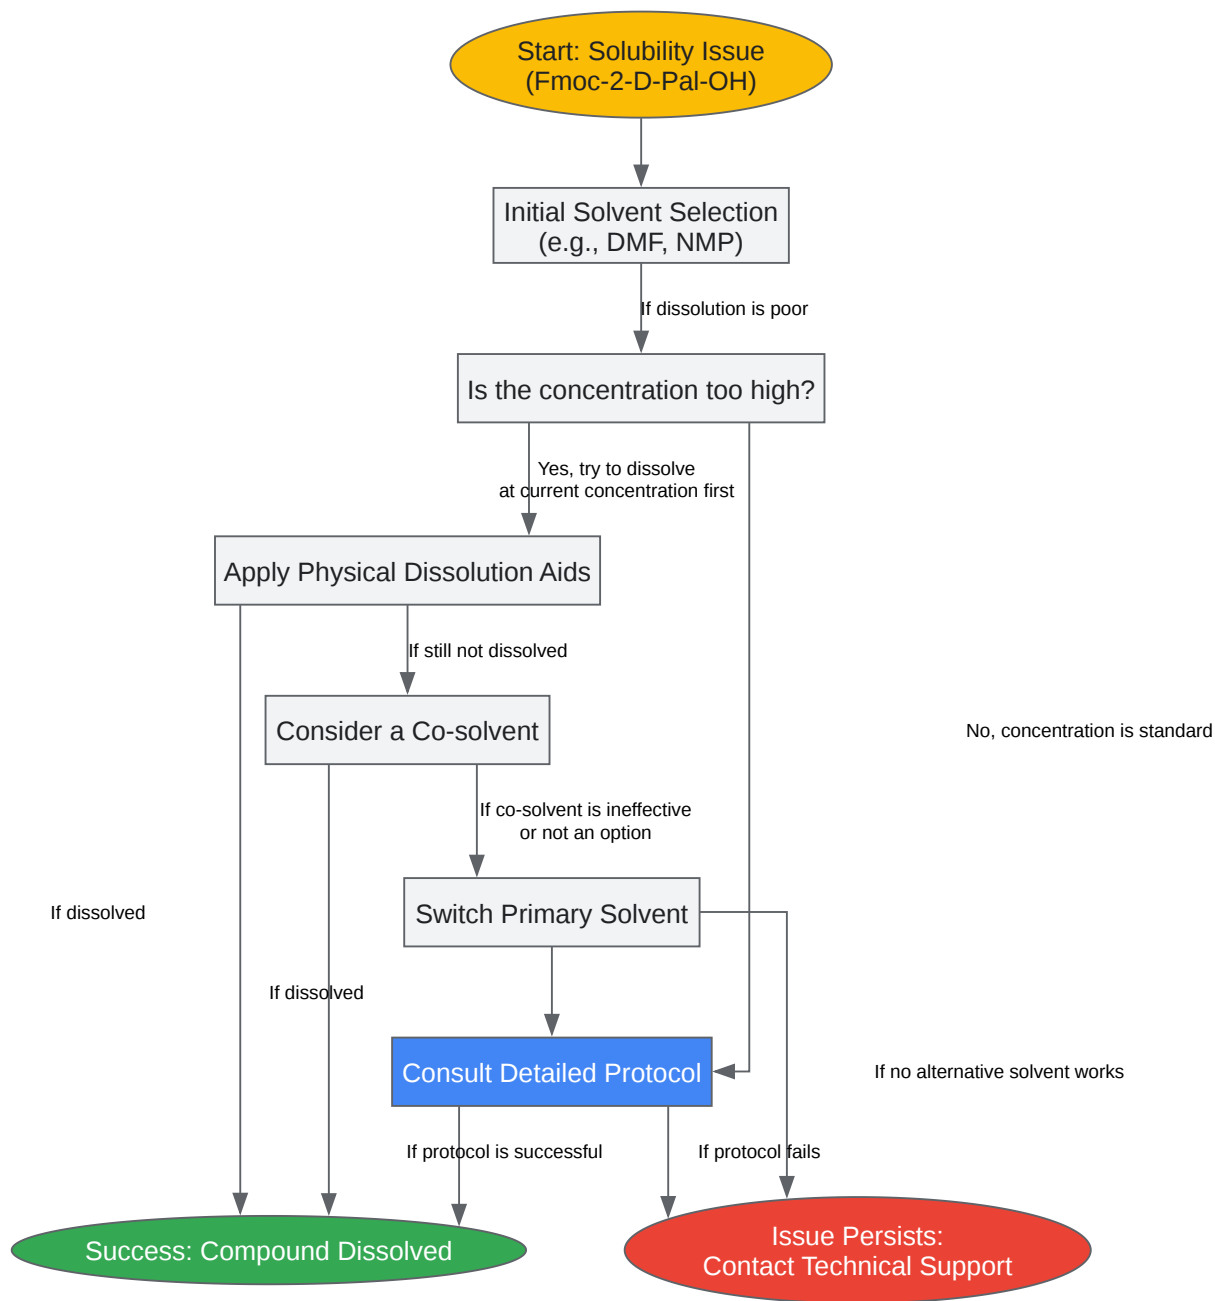 Start: Solubility Issue
(Fmoc-2-D-Pal-OH)
Initial Solvent Selection
(e.g., DMF, NMP)
If dissolution is poor
Is the concentration too high?
Yes, try to dissolve
at current concentration first
Apply Physical Dissolution Aids
If still not dissolved
Consider a Co-solvent
No, concentration is standard
If co-solvent is ineffective
or not an option
Switch Primary Solvent
If dissolved
If dissolved
Consult Detailed Protocol
If no alternative solvent works
If protocol is successful
If protocol fails
Success: Compound Dissolved
Issue Persists:
Contact Technical Support